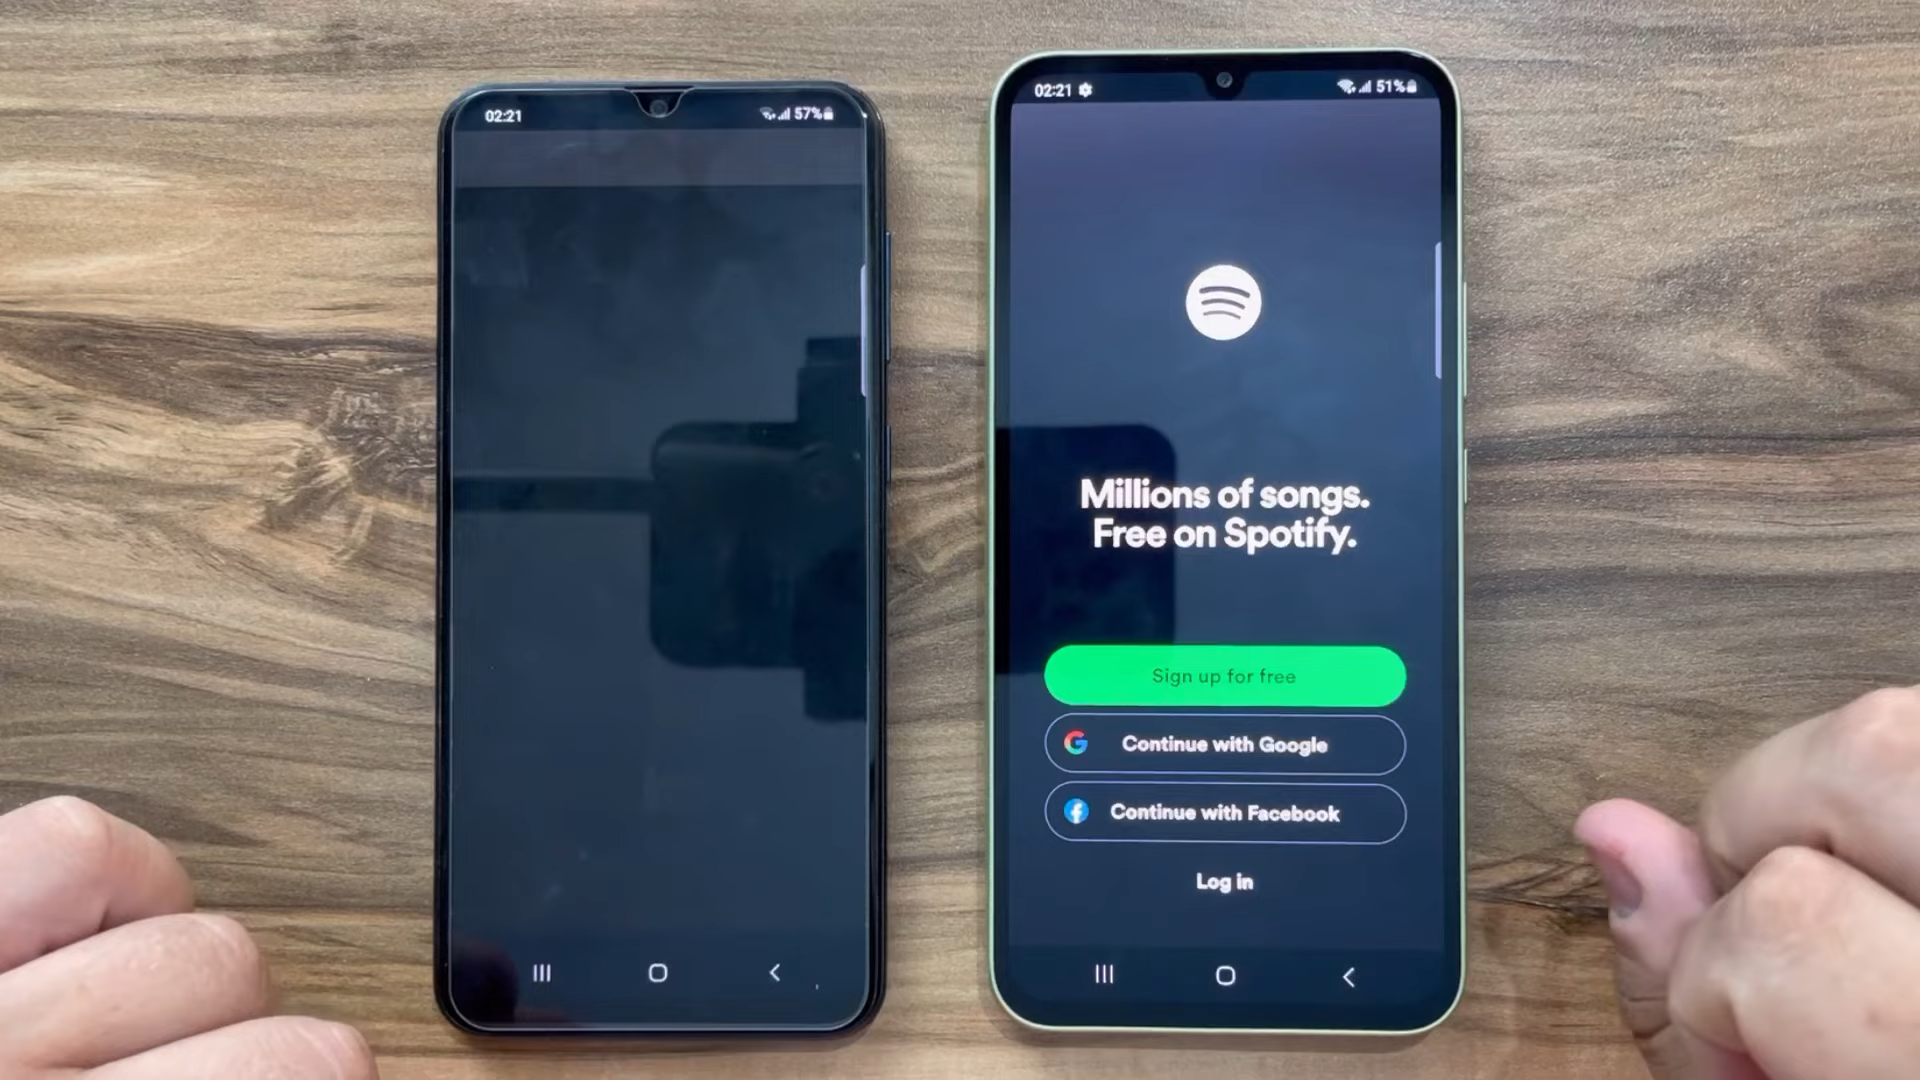 02:21
57%
02:21
51%
Millions of songs.
Free on Spotify.
Sign up for free
Continue with Google
Continue with Facebook
Log in